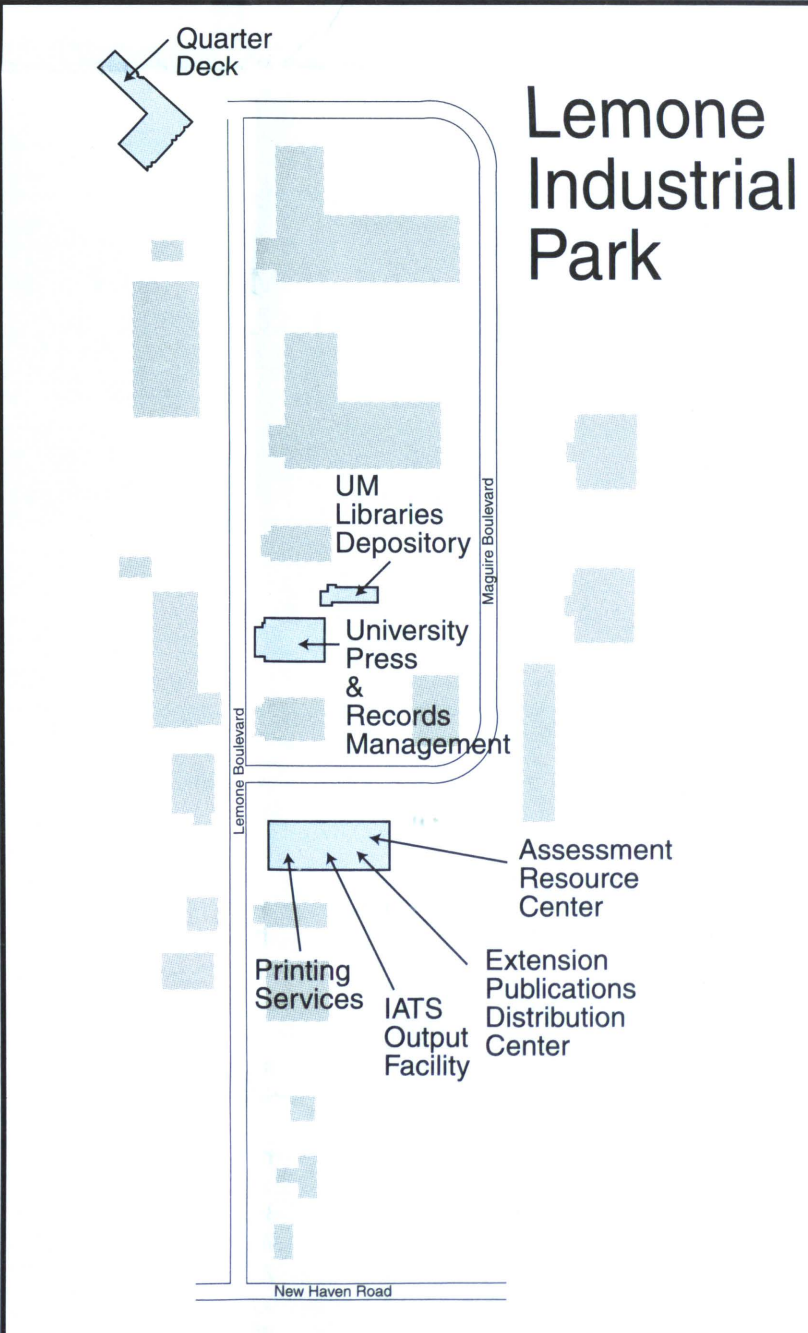 Quarter
Deck
Lemone
Industrial
Park
UM
Libraries
Depository
Maguire Boulevard
University
Press
&
Records
Management
Lemone Boulevard
Assessment
Resource
Center
Printing
Services
IATS
Output
Facility
Extension
Publications
Distribution
Center
New Haven Road